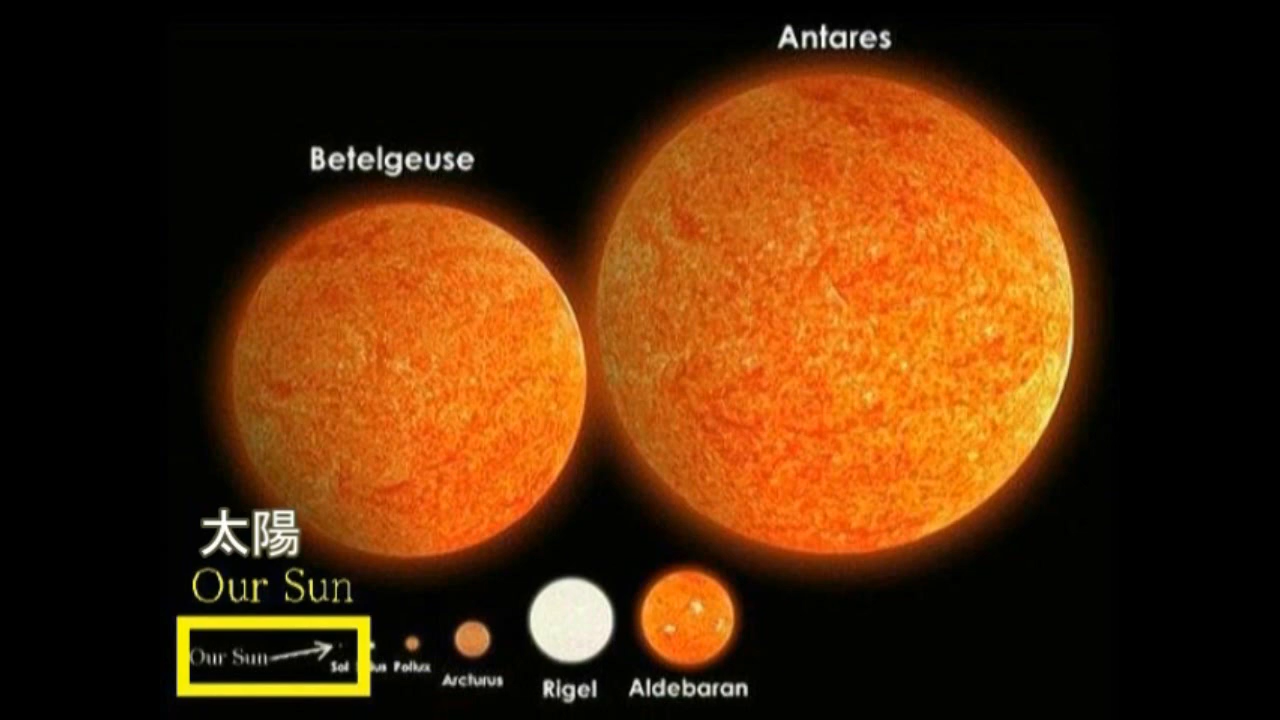 Antares
Betelgeuse
太陽
Our Sun
Our Sun
Sol
Pollux
Arcturus
Rigel
Aldebaran